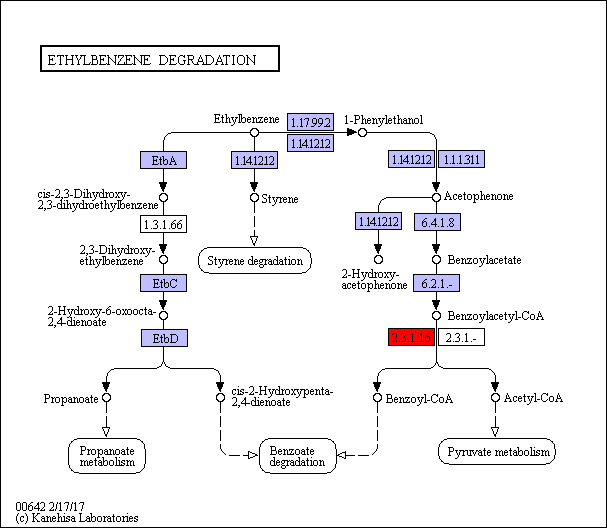 ETHYLBENZENE DEGRADATION
Ethylbenzene
1.17.99.2
1.14.12.12
1-Phenylethanol
EtbA
1.14.12.12
1.14.12.12
1.1.1.311
cis-2,3-Dihydroxy-
2,3-dihydroethylbenzene
Styrene
Acetophenone
1.3.1.66
1.14.12.12
6.4.1.8
2,3-Dihydroxy-
ethylbenzene
Styrene degradation
2-Hydroxy-
acetophenone
Benzoylacetate
EtbC
6.2.1.-
2-Hydroxy-6-oxoocta-
2,4-dienoate
Benzoylacetyl-CoA
EtbD
2.3.1.16
2.3.1.-
Propanoate
cis-2-Hydroxypenta-
2,4-dienoate
Benzoyl-CoA
Acetyl-CoA
Propanoate
metabolism
Benzoate
degradation
Pyruvate metabolism
00642 2/17/17
(c) Kanehisa Laboratories